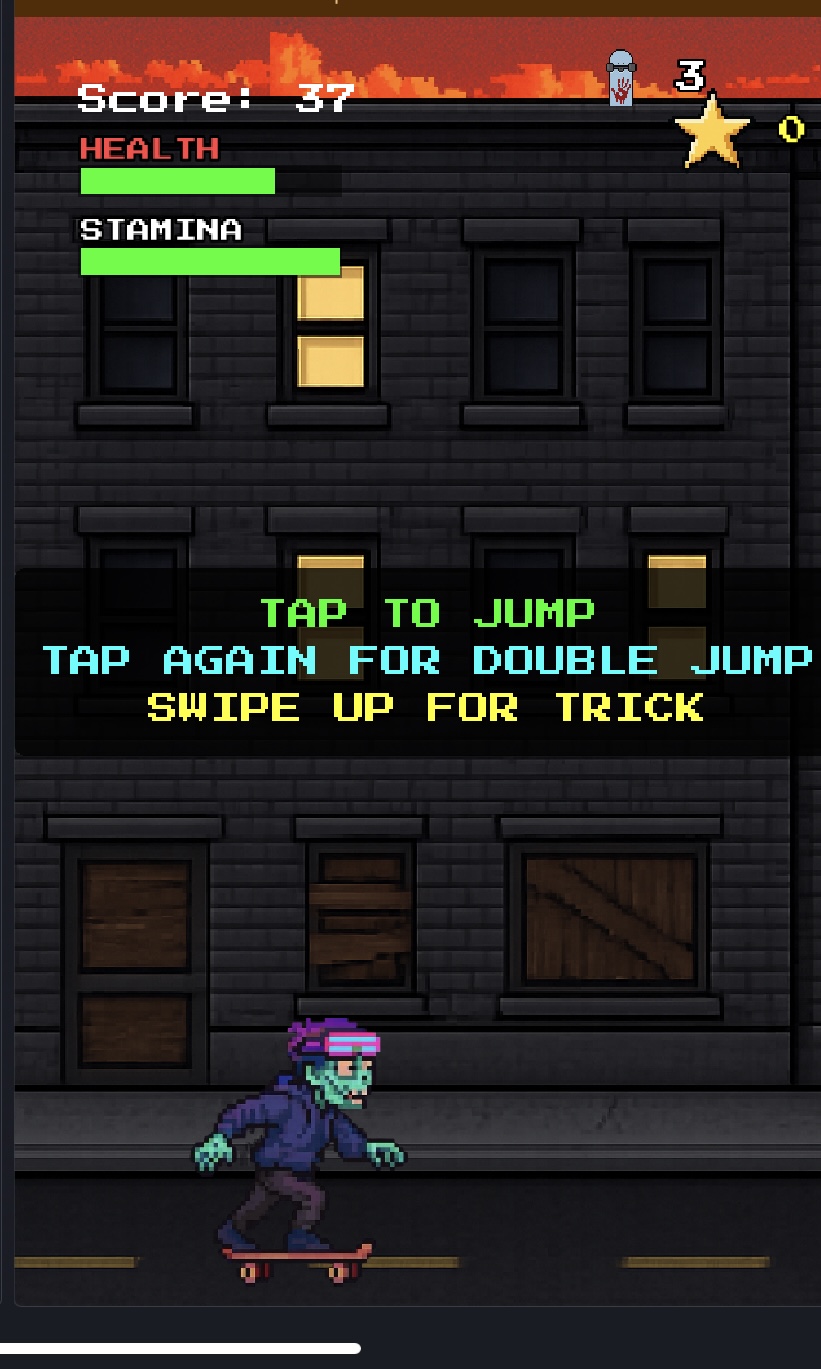 Score: 37
3
HEALTH
0
STAMINA
TAP TO JUMP
TAP AGAIN FOR DOUBLE JUMP
SWIPE UP FOR TRICK